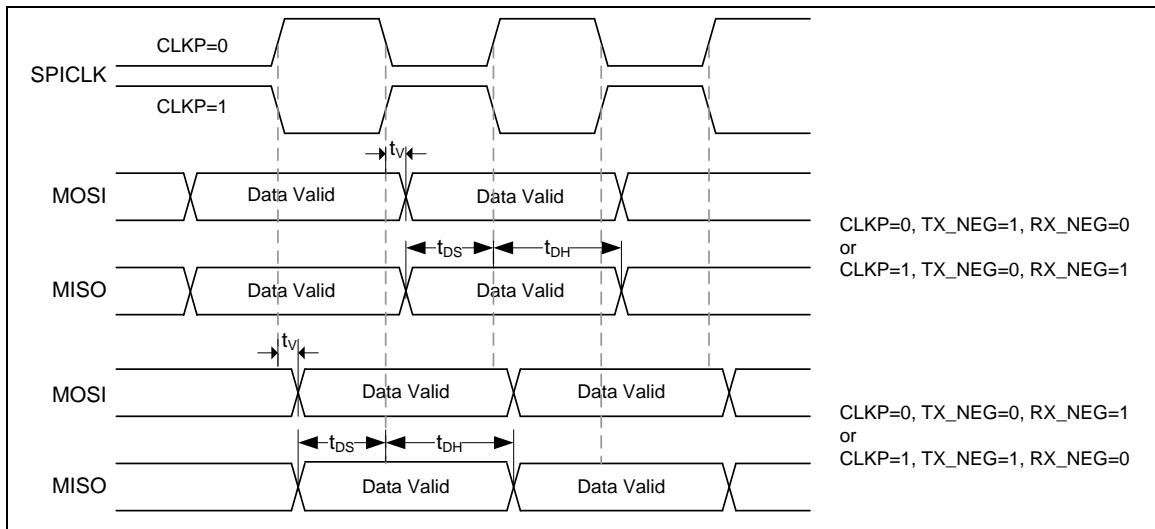 CLKP=0
SPICLK
CLKP=1
tV
MOSI
Data Valid
Data Valid
CLKP=0, TX_NEG=1, RX_NEG=0
or
CLKP=1, TX_NEG=0, RX_NEG=1
tDS
tDH
MISO
Data Valid
Data Valid
tV
MOSI
Data Valid
Data Valid
CLKP=0, TX_NEG=0, RX_NEG=1
or
CLKP=1, TX_NEG=1, RX_NEG=0
tDS
tDH
MISO
Data Valid
Data Valid